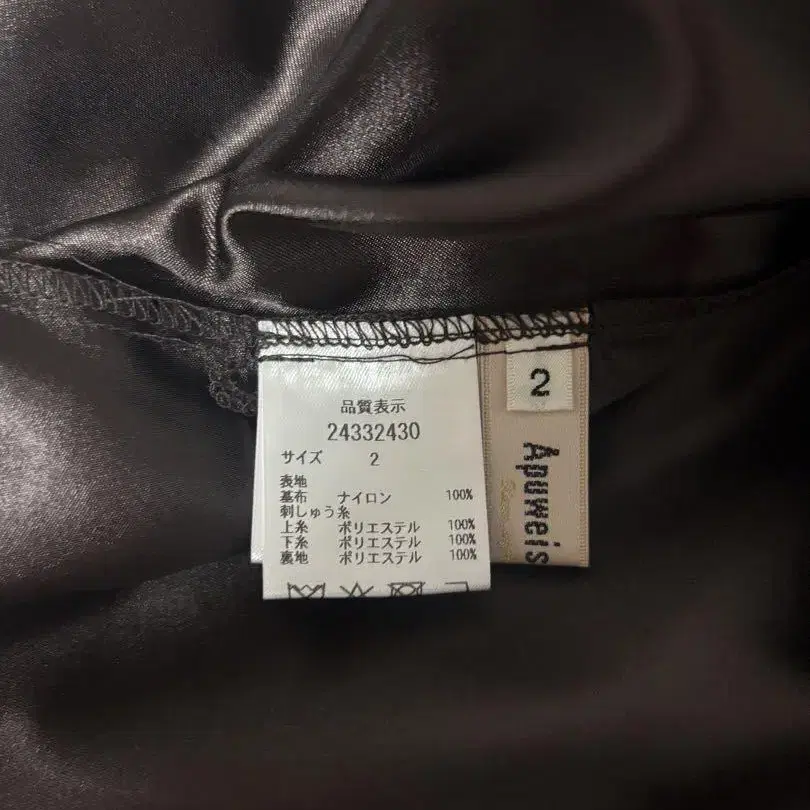 品質表示
24332430
サイズ 2
表地
基布 ナイロン 100%
刺しゅう糸
上糸 ポリエステル 100%
下糸 ポリエステル 100%
裏地 ポリエステル 100%
2
Apuweis